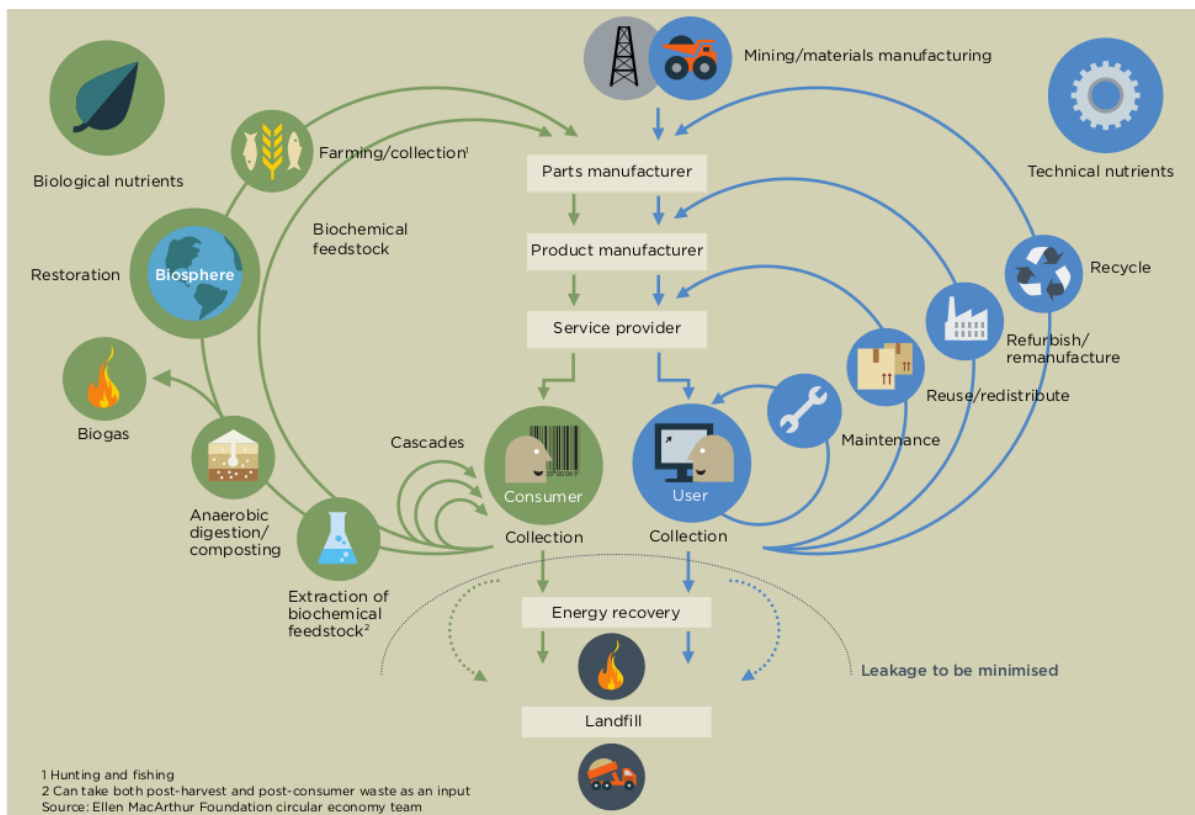 Mining/materials manufacturing
Biological nutrients
Technical nutrients
Farming/collection¹
Parts manufacturer
Biochemical
feedstock
Restoration
Biosphere
Product manufacturer
Recycle
Service provider
Refurbish/
remanufacture
Reuse/redistribute
Biogas
Cascades
Maintenance
Consumer
User
Anaerobic
digestion/
composting
Collection
Collection
Extraction of
biochemical
feedstock²
Energy recovery
Leakage to be minimised
Landfill
1 Hunting and fishing
2 Can take both post-harvest and post-consumer waste as an input
Source: Ellen MacArthur Foundation circular economy team